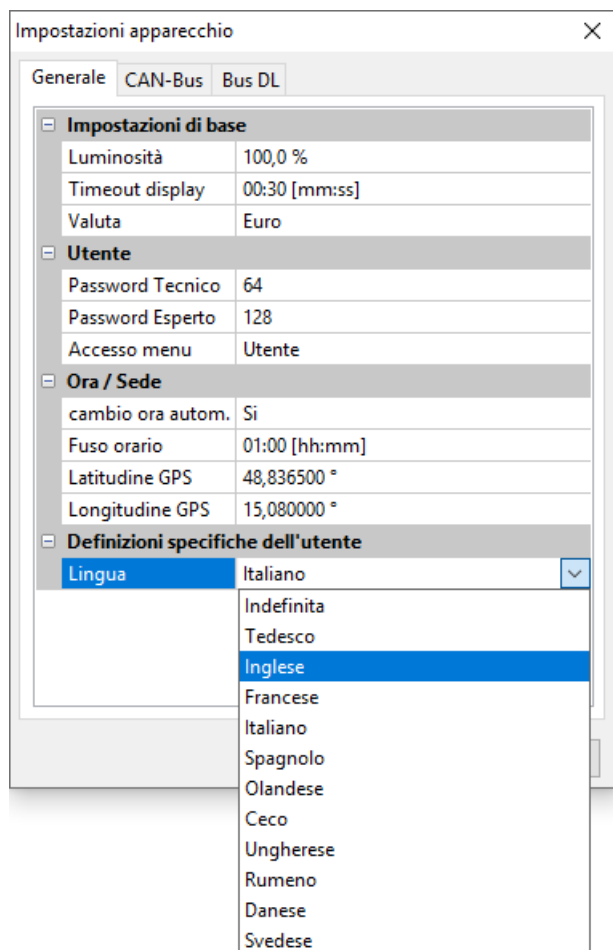 Impostazioni apparecchio
Generale CAN-Bus Bus DL
Impostazioni di base
Luminosità 100,0 %
Timeout display 00:30 [mm:ss]
Valuta Euro
Utente
Password Tecnico 64
Password Esperto 128
Accesso menu Utente
Ora / Sede
cambio ora autom. Si
Fuso orario 01:00 [hh:mm]
Latitudine GPS 48,836500 °
Longitudine GPS 15,080000 °
Definizioni specifiche dell'utente
Lingua Italiano
Indefinita
Tedesco
Inglese
Francese
Italiano
Spagnolo
Olandese
Ceco
Ungherese
Rumeno
Danese
Svedese